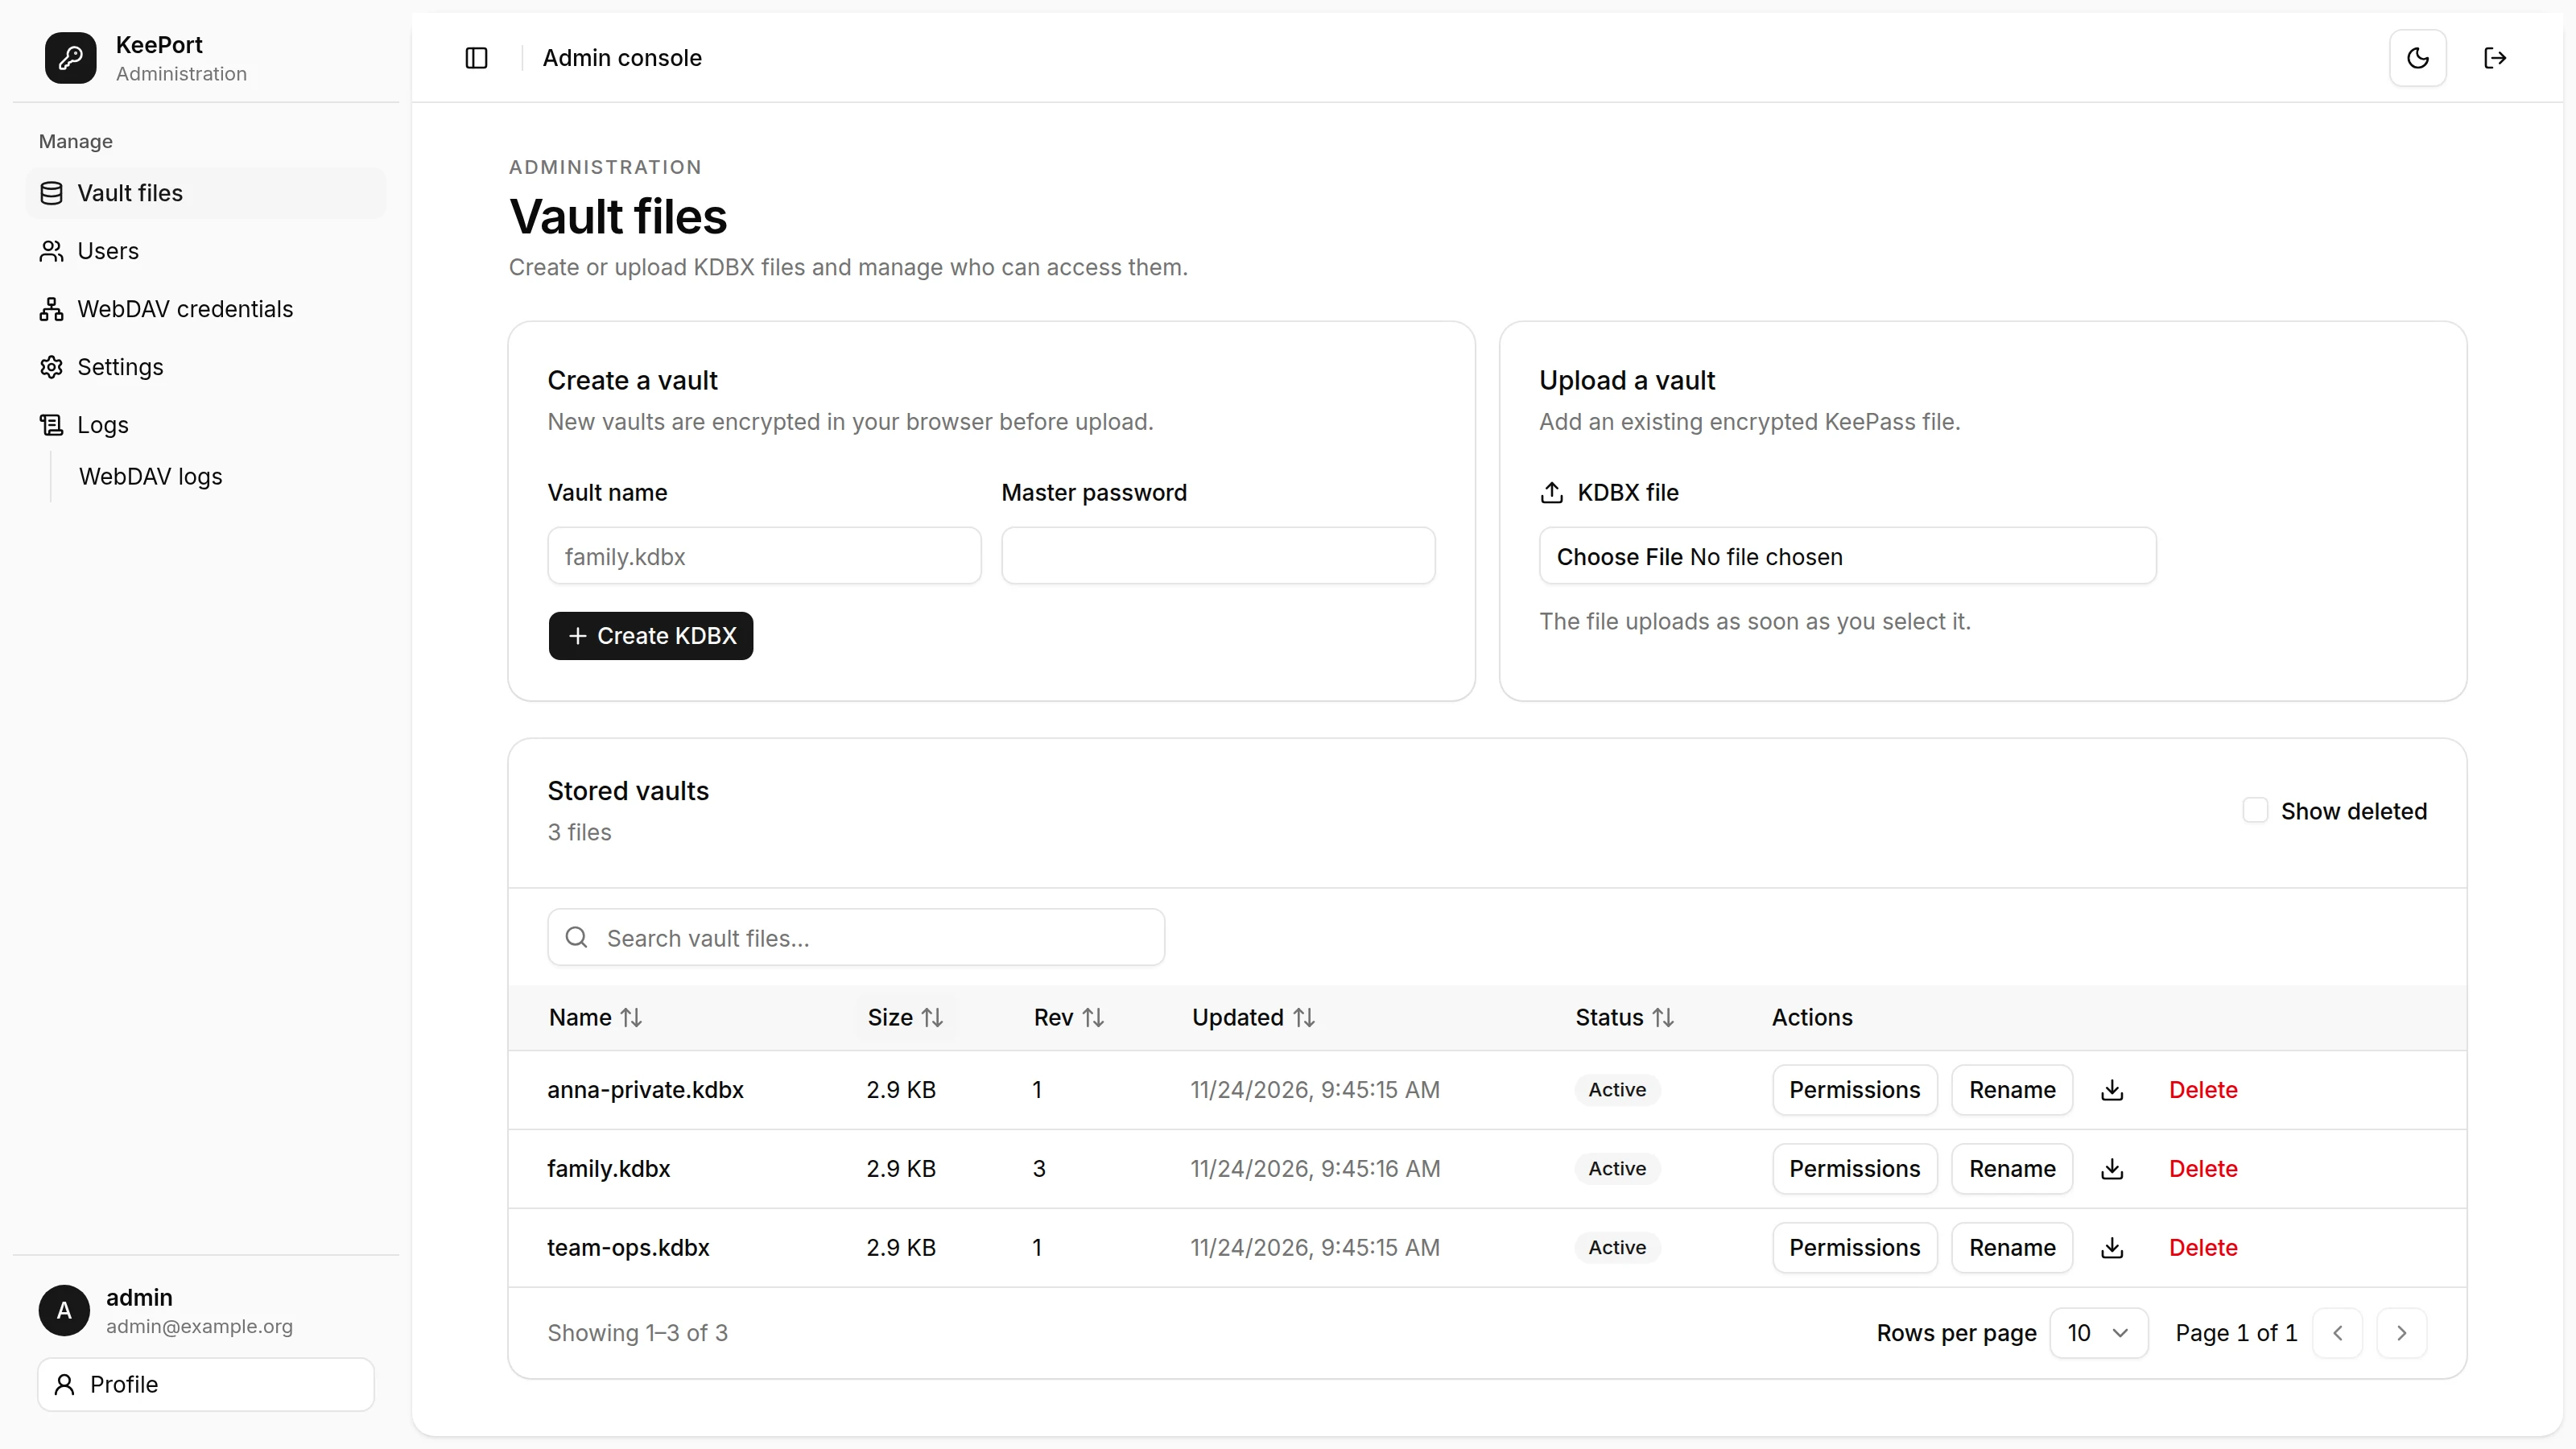 KeePort
Administration
Manage
Vault files
Users
WebDAV credentials
Settings
Logs
WebDAV logs
A
admin
admin@example.org
Profile
Admin console
ADMINISTRATION
Vault files
Create or upload KDBX files and manage who can access them.
Create a vault
New vaults are encrypted in your browser before upload.
Vault name
Master password
family.kdbx
Create KDBX
Upload a vault
Add an existing encrypted KeePass file.
KDBX file
Choose File No file chosen
The file uploads as soon as you select it.
Stored vaults
3 files
Show deleted
Search vault files...
Name Size Rev Updated Status Actions
anna-private.kdbx 2.9 KB 1 11/24/2026, 9:45:15 AM Active Permissions Rename Delete
family.kdbx 2.9 KB 3 11/24/2026, 9:45:16 AM Active Permissions Rename Delete
team-ops.kdbx 2.9 KB 1 11/24/2026, 9:45:15 AM Active Permissions Rename Delete
Showing 1–3 of 3 Rows per page 10 Page 1 of 1